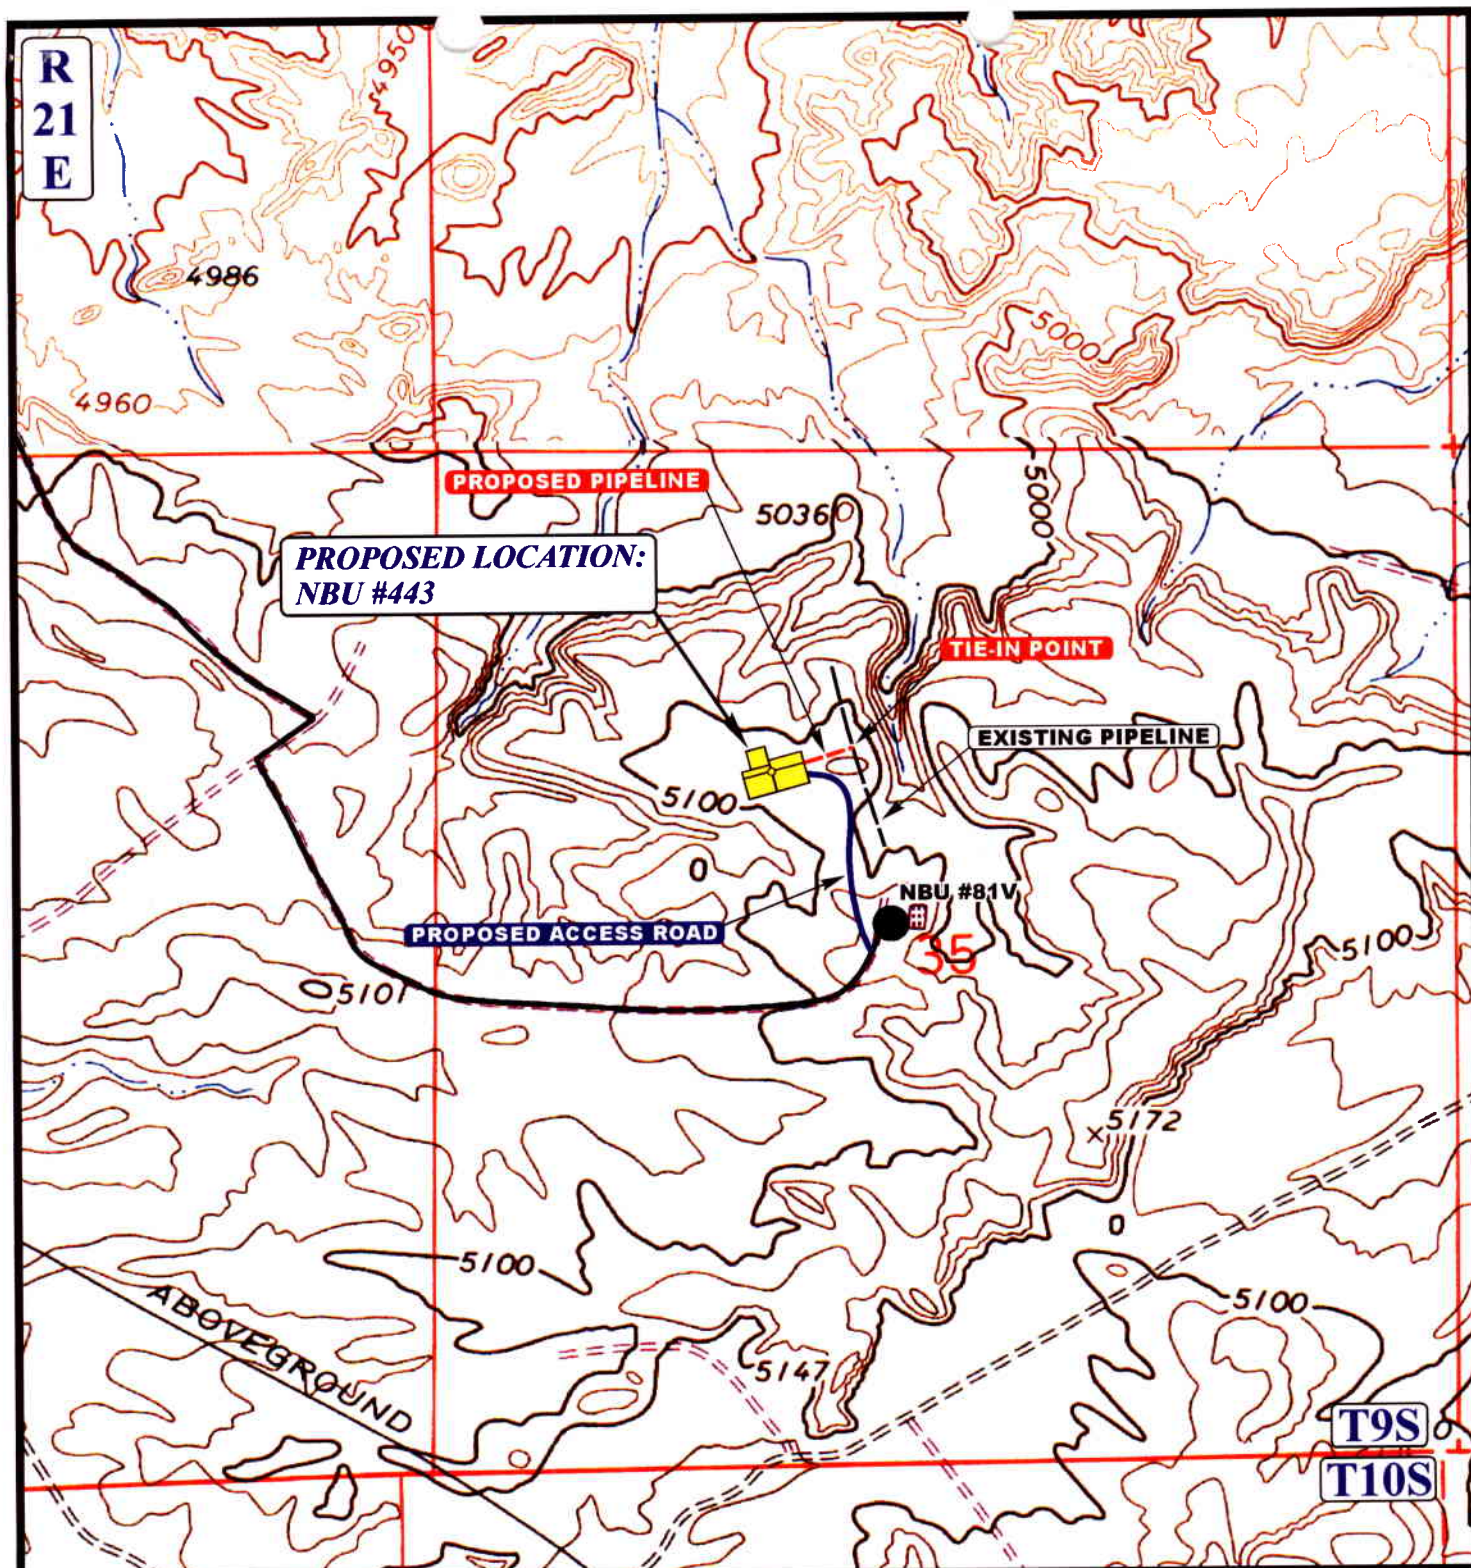 R
21
E
4950
4986
4960
5000
PROPOSED PIPELINE
5036
5000
PROPOSED LOCATION:
NBU #443
TIE-IN POINT
EXISTING PIPELINE
5100
0
NBU #81V
PROPOSED ACCESS ROAD
35
5100
5101
5172
0
5100
5100
ABOVEGROUND
5147
T9S
T10S